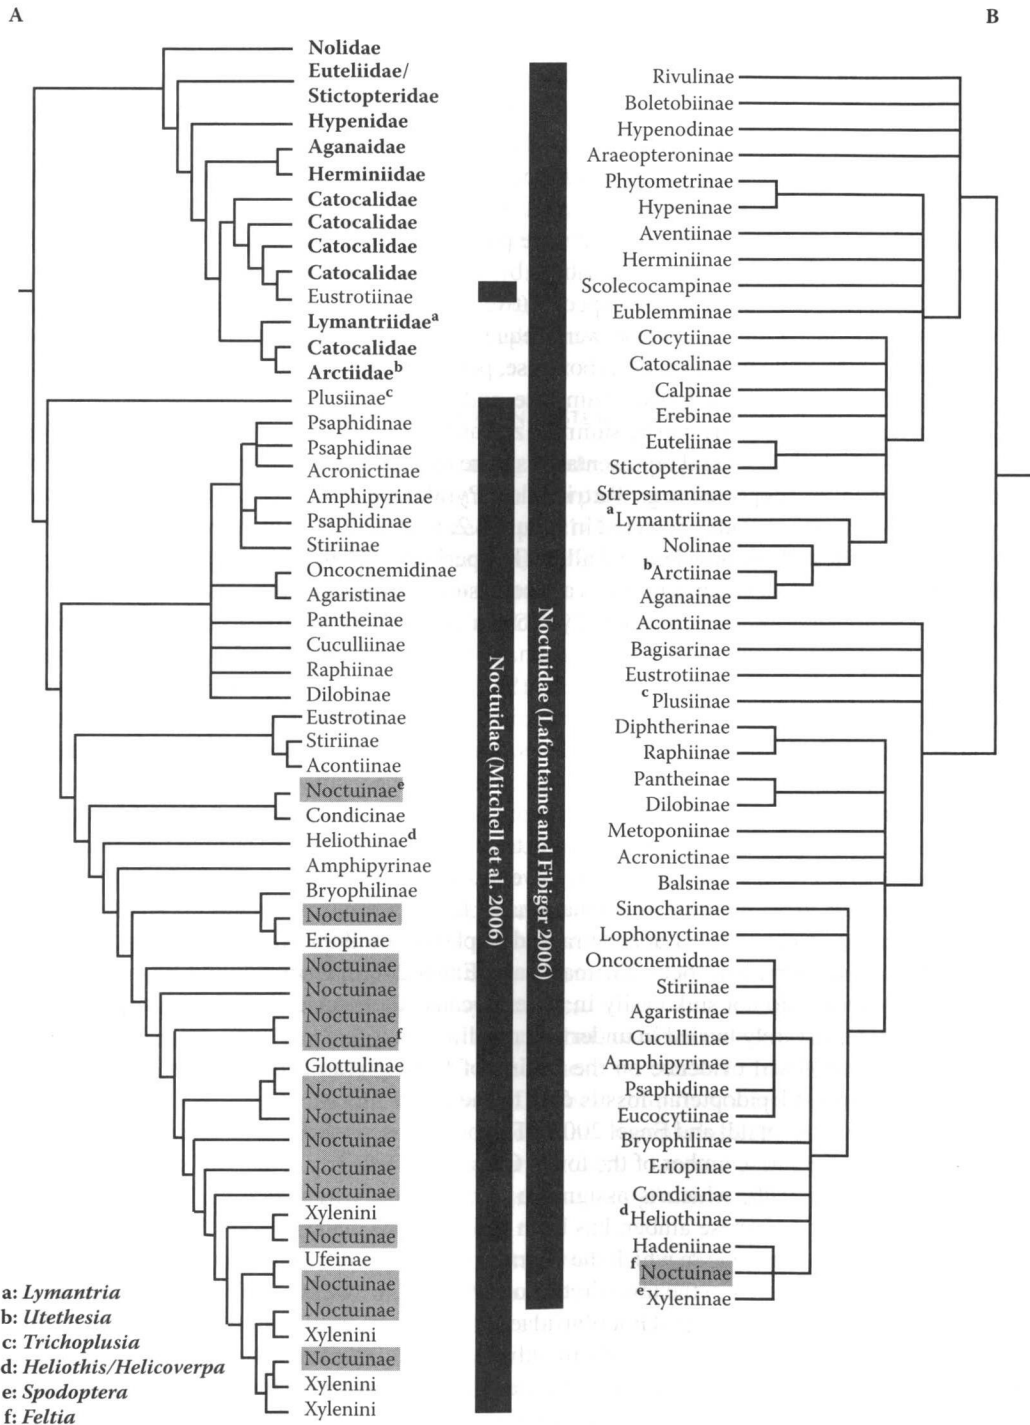 A
Nolidae
Euteliidae/
Stictopteridae
Hypenidae
Aganaidae
Herminiidae
Catocalidae
Catocalidae
Catocalidae
Catocalidae
Eustrotiinae
Lymantriidaeᵃ
Catocalidae
Arctiidaeᵇ
Plusiinaeᶜ
Psaphidinae
Psaphidinae
Acronictinae
Amphipyrinae
Psaphidinae
Stiriinae
Oncocnemidinae
Agaristinae
Pantheinae
Cuculliinae
Raphiinae
Dilobinae
Eustrotinae
Stiriinae
Acontiinae
Noctuinaeᵉ
Condicinae
Heliothinaeᵈ
Amphipyrinae
Bryophilinae
Noctuinae
Eriopinae
Noctuinae
Noctuinae
Noctuinae
Noctuinaeᶠ
Glottulinae
Noctuinae
Noctuinae
Noctuinae
Noctuinae
Noctuinae
Xylenini
Noctuinae
Ufeinae
Noctuinae
Noctuinae
Xylenini
Noctuinae
Xylenini
Xylenini
a: Lymantria
b: Utethesia
c: Trichoplusia
d: Heliothis/Helicoverpa
e: Spodoptera
f: Feltia
Noctuidae (Mitchell et al. 2006)
Noctuidae (Lafontaine and Fibiger 2006)
B
Rivulinae
Boletobiinae
Hypenodinae
Araeopteroninae
Phytometrinae
Hypeninae
Aventiinae
Herminiinae
Scolecocampinae
Eublemminae
Cocytiinae
Catocalinae
Calpinae
Erebinae
Euteliinae
Stictopterinae
Strepsimaninae
ᵃLymantriinae
Nolinae
ᵇArctiinae
Aganainae
Acontiinae
Bagisarinae
Eustrotiinae
ᶜPlusiinae
Diphtherinae
Raphiinae
Pantheinae
Dilobinae
Metoponiinae
Acronictinae
Balsinae
Sinocharinae
Lophonyctinae
Oncocnemidnae
Stiriinae
Agaristinae
Cuculliinae
Amphipyrinae
Psaphidinae
Eucocytiinae
Bryophilinae
Eriopinae
Condicinae
ᵈHeliothinae
Hadeniinae
ᶠNoctuinae
ᵉXyleninae